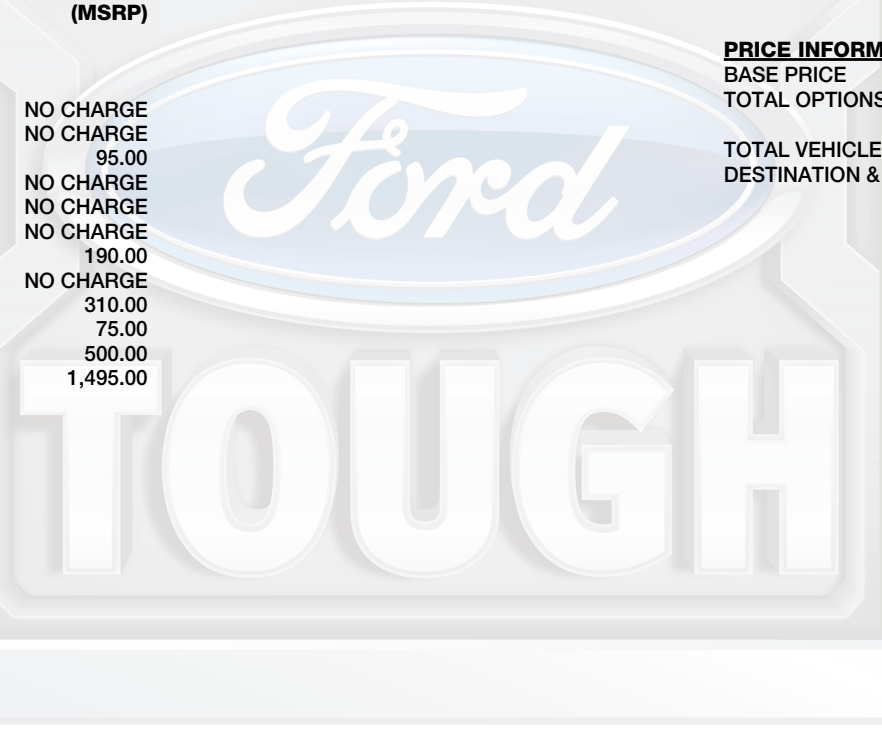 (MSRP)
NO CHARGE
NO CHARGE
95.00
NO CHARGE
NO CHARGE
NO CHARGE
190.00
NO CHARGE
310.00
75.00
500.00
1,495.00
PRICE INFORM
BASE PRICE
TOTAL OPTIONS
TOTAL VEHICLE
DESTINATION &
Ford
TOUGH